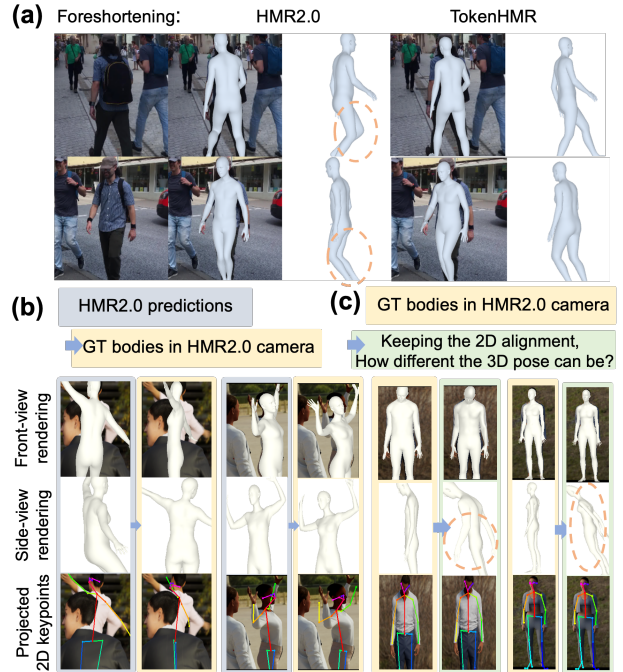 (a) Foreshortening: HMR2.0 TokenHMR
(b) HMR2.0 predictions
GT bodies in HMR2.0 camera
(c) GT bodies in HMR2.0 camera
Keeping the 2D alignment,
How different the 3D pose can be?
Front-view
rendering
Side-view
rendering
Projected
2D keypoints